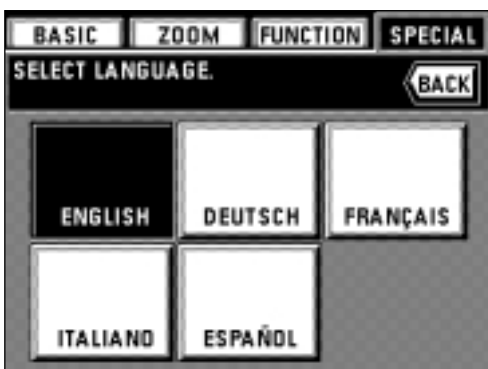 BASIC ZOOM FUNCTION SPECIAL
SELECT LANGUAGE.
BACK
ENGLISH DEUTSCH FRANÇAIS
ITALIANO ESPAÑOL